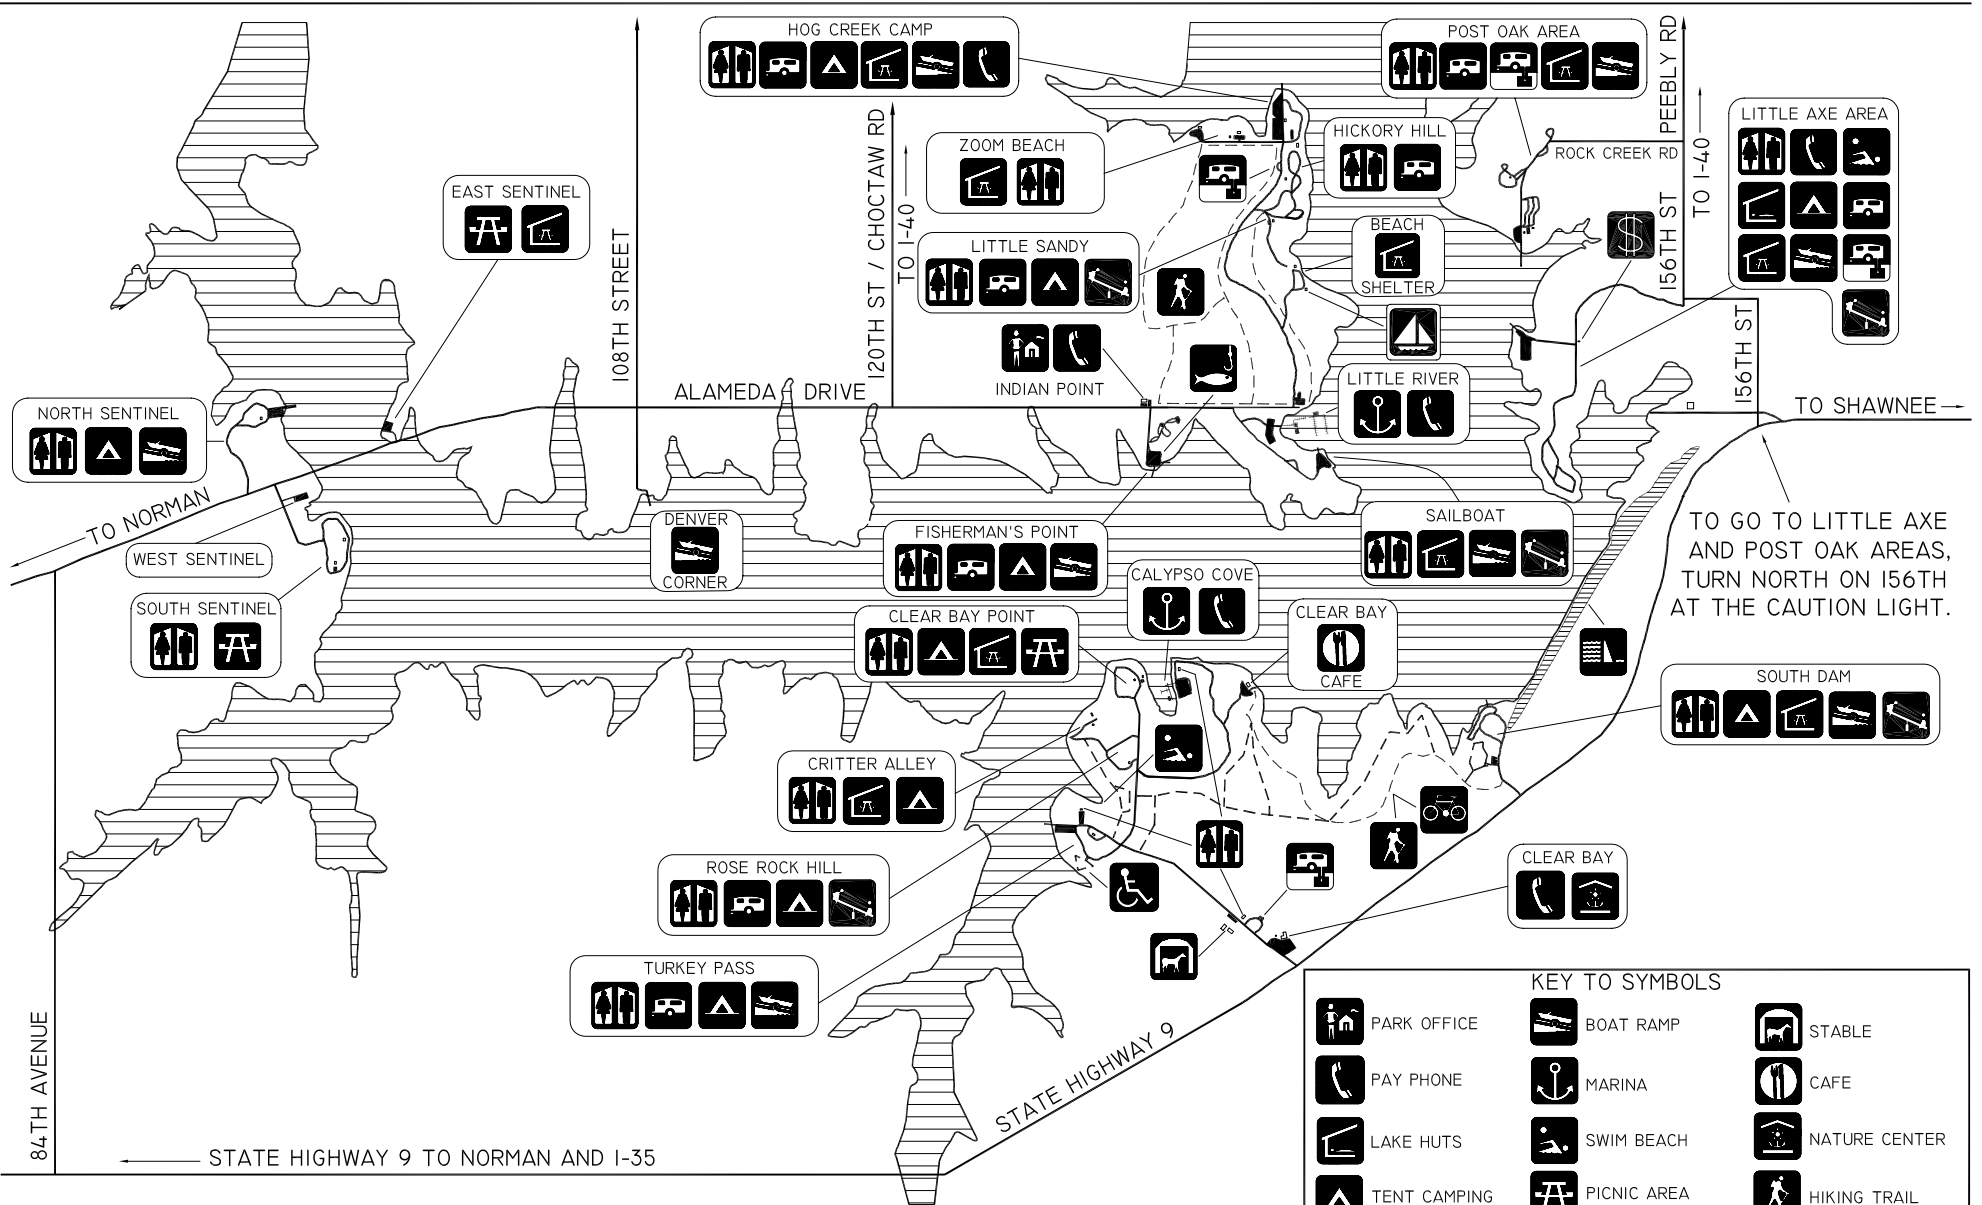 HOG CREEK CAMP
POST OAK AREA
PEEBLY RD
LITTLE AXE AREA
ZOOM BEACH
HICKORY HILL
ROCK CREEK RD
TO I-40
156TH ST
EAST SENTINEL
108TH STREET
120TH ST / CHOCTAW RD
TO I-40
LITTLE SANDY
BEACH
SHELTER
$
INDIAN POINT
LITTLE RIVER
ALAMEDA DRIVE
156TH ST
TO SHAWNEE
NORTH SENTINEL
TO NORMAN
WEST SENTINEL
SOUTH SENTINEL
DENVER
CORNER
FISHERMAN'S POINT
SAILBOAT
TO GO TO LITTLE AXE
AND POST OAK AREAS,
TURN NORTH ON 156TH
AT THE CAUTION LIGHT.
CALYPSO COVE
CLEAR BAY POINT
CLEAR BAY
CAFE
SOUTH DAM
CRITTER ALLEY
ROSE ROCK HILL
CLEAR BAY
TURKEY PASS
84TH AVENUE
STATE HIGHWAY 9
STATE HIGHWAY 9 TO NORMAN AND I-35
KEY TO SYMBOLS
PARK OFFICE
BOAT RAMP
STABLE
PAY PHONE
MARINA
CAFE
LAKE HUTS
SWIM BEACH
NATURE CENTER
TENT CAMPING
PICNIC AREA
HIKING TRAIL